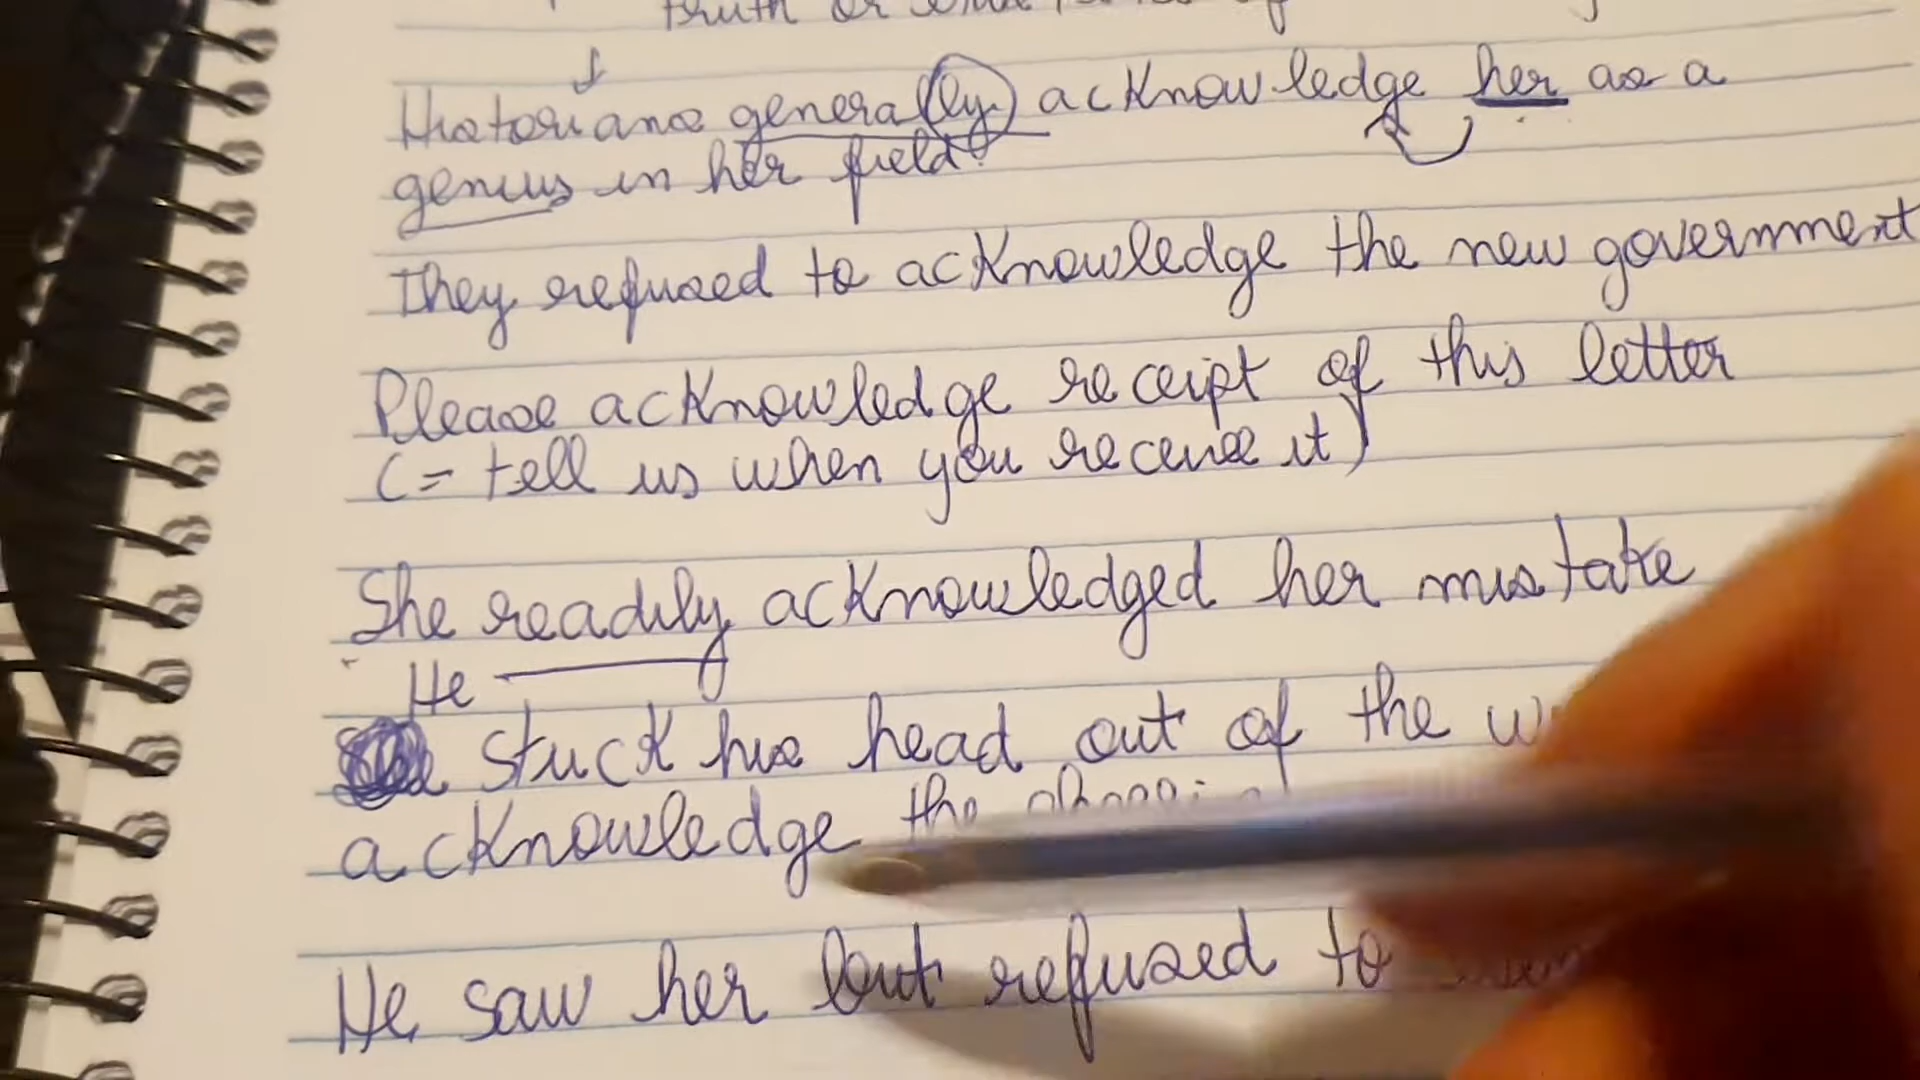 truth or
Historians generally acknowledge her as a
genius in her field.
They refused to acknowledge the new government
Please acknowledge receipt of this letter
(= tell us when you receive it)
She readily acknowledged her mistake
He
stuck his head out of the
acknowledge the
He saw her but refused to